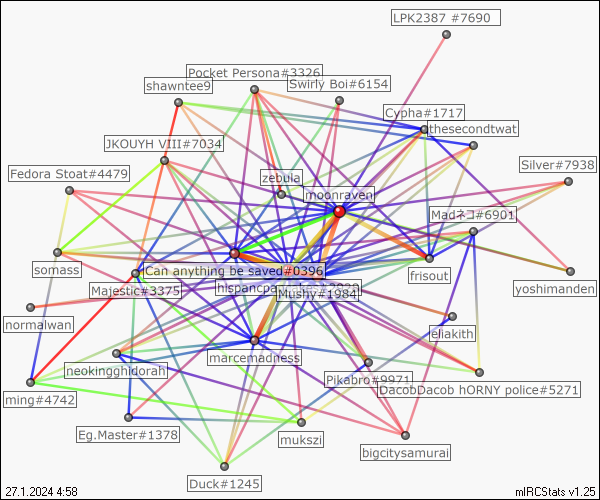 LPK2387 #7690
Pocket Persona#3326
Swirly Boi#6154
shawntee9
Cypha#1717
thesecondtwat
JKOUYH VIII#7034
Silver#7938
Fedora Stoat#4479
zebula
moonraven
Madネコ#6901
somass
Can anything be saved#0396
frisout
Majestic#3375
hispancpa
yoshimanden
Mushy#1984
normalwan
eliakith
marcemadness
neokingghidorah
Pikabro#9971
DacobDacob hORNY police#5271
ming#4742
Eg.Master#1378
mukszi
bigcitysamurai
Duck#1245
27.1.2024 4:58
mIRCStats v1.25